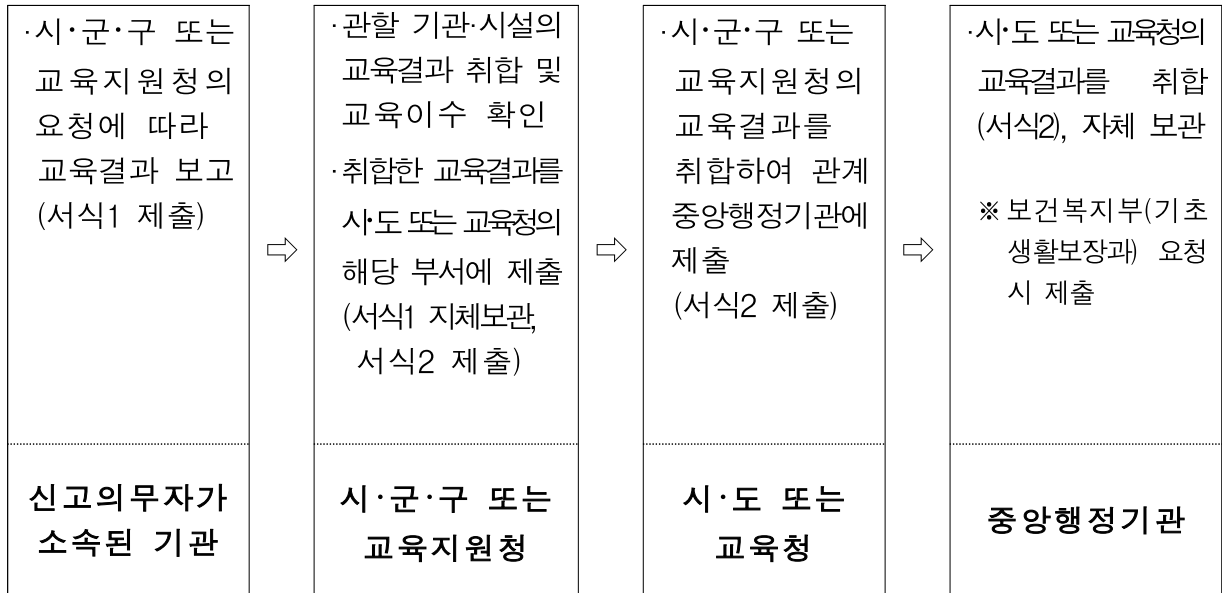 ·시·군·구 또는
교육지원청의
요청에 따라
교육결과 보고
(서식1 제출)
신고의무자가
소속된 기관
⇨
·관할 기관·시설의
교육결과 취합 및
교육이수 확인
·취합한 교육결과를
시·도 또는 교육청의
해당 부서에 제출
(서식1 지체보관,
서식2 제출)
시·군·구 또는
교육지원청
⇨
·시·군·구 또는
교육지원청의
교육결과를
취합하여 관계
중앙행정기관에
제출
(서식2 제출)
시·도 또는
교육청
⇨
·시·도 또는 교육청의
교육결과를 취합
(서식2), 자체 보관
※ 보건복지부(기초
생활보장과) 요청
시 제출
중앙행정기관